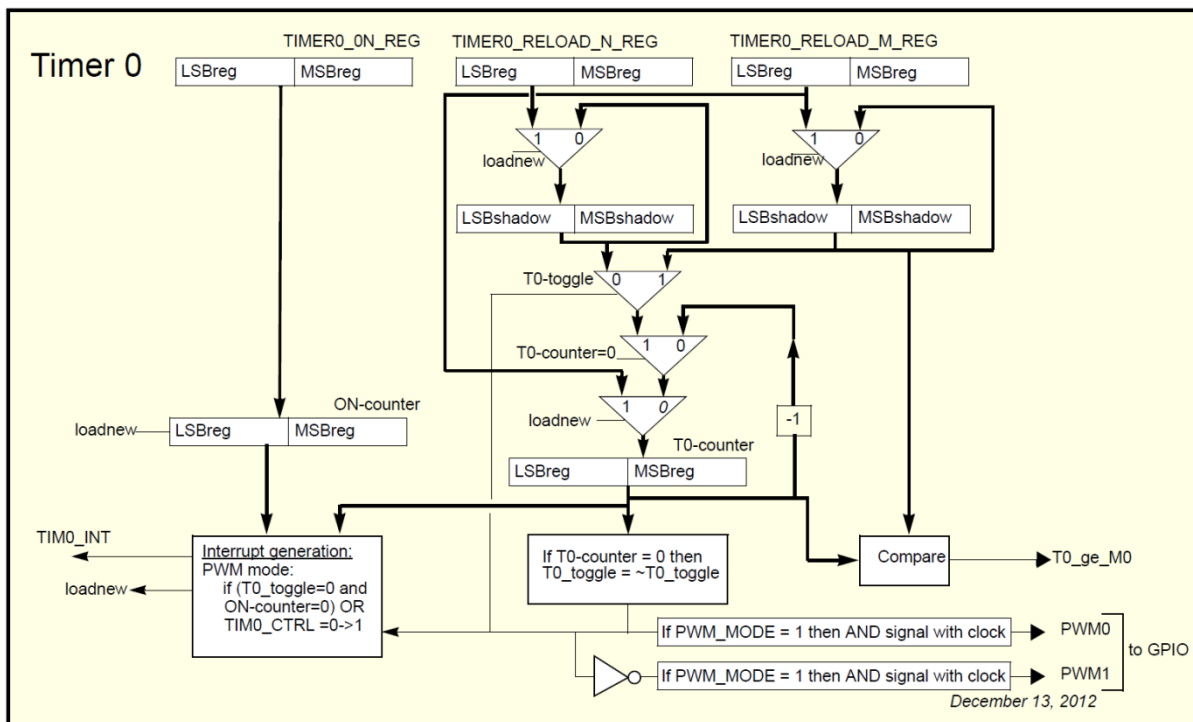 Timer 0
TIMER0_0N_REG
TIMER0_RELOAD_N_REG
TIMER0_RELOAD_M_REG
LSBreg
MSBreg
LSBreg
MSBreg
LSBreg
MSBreg
1 0
loadnew
1 0
loadnew
LSBshadow
MSBshadow
LSBshadow
MSBshadow
T0-toggle
0 1
T0-counter=0
1 0
loadnew
1 0
-1
ON-counter
loadnew
LSBreg
MSBreg
T0-counter
LSBreg
MSBreg
TIM0_INT
loadnew
Interrupt generation:
PWM mode:
if (T0_toggle=0 and
ON-counter=0) OR
TIM0_CTRL =0->1
If T0-counter = 0 then
T0_toggle = ~T0_toggle
Compare
T0_ge_M0
If PWM_MODE = 1 then AND signal with clock
PWM0
If PWM_MODE = 1 then AND signal with clock
PWM1
to GPIO
December 13, 2012